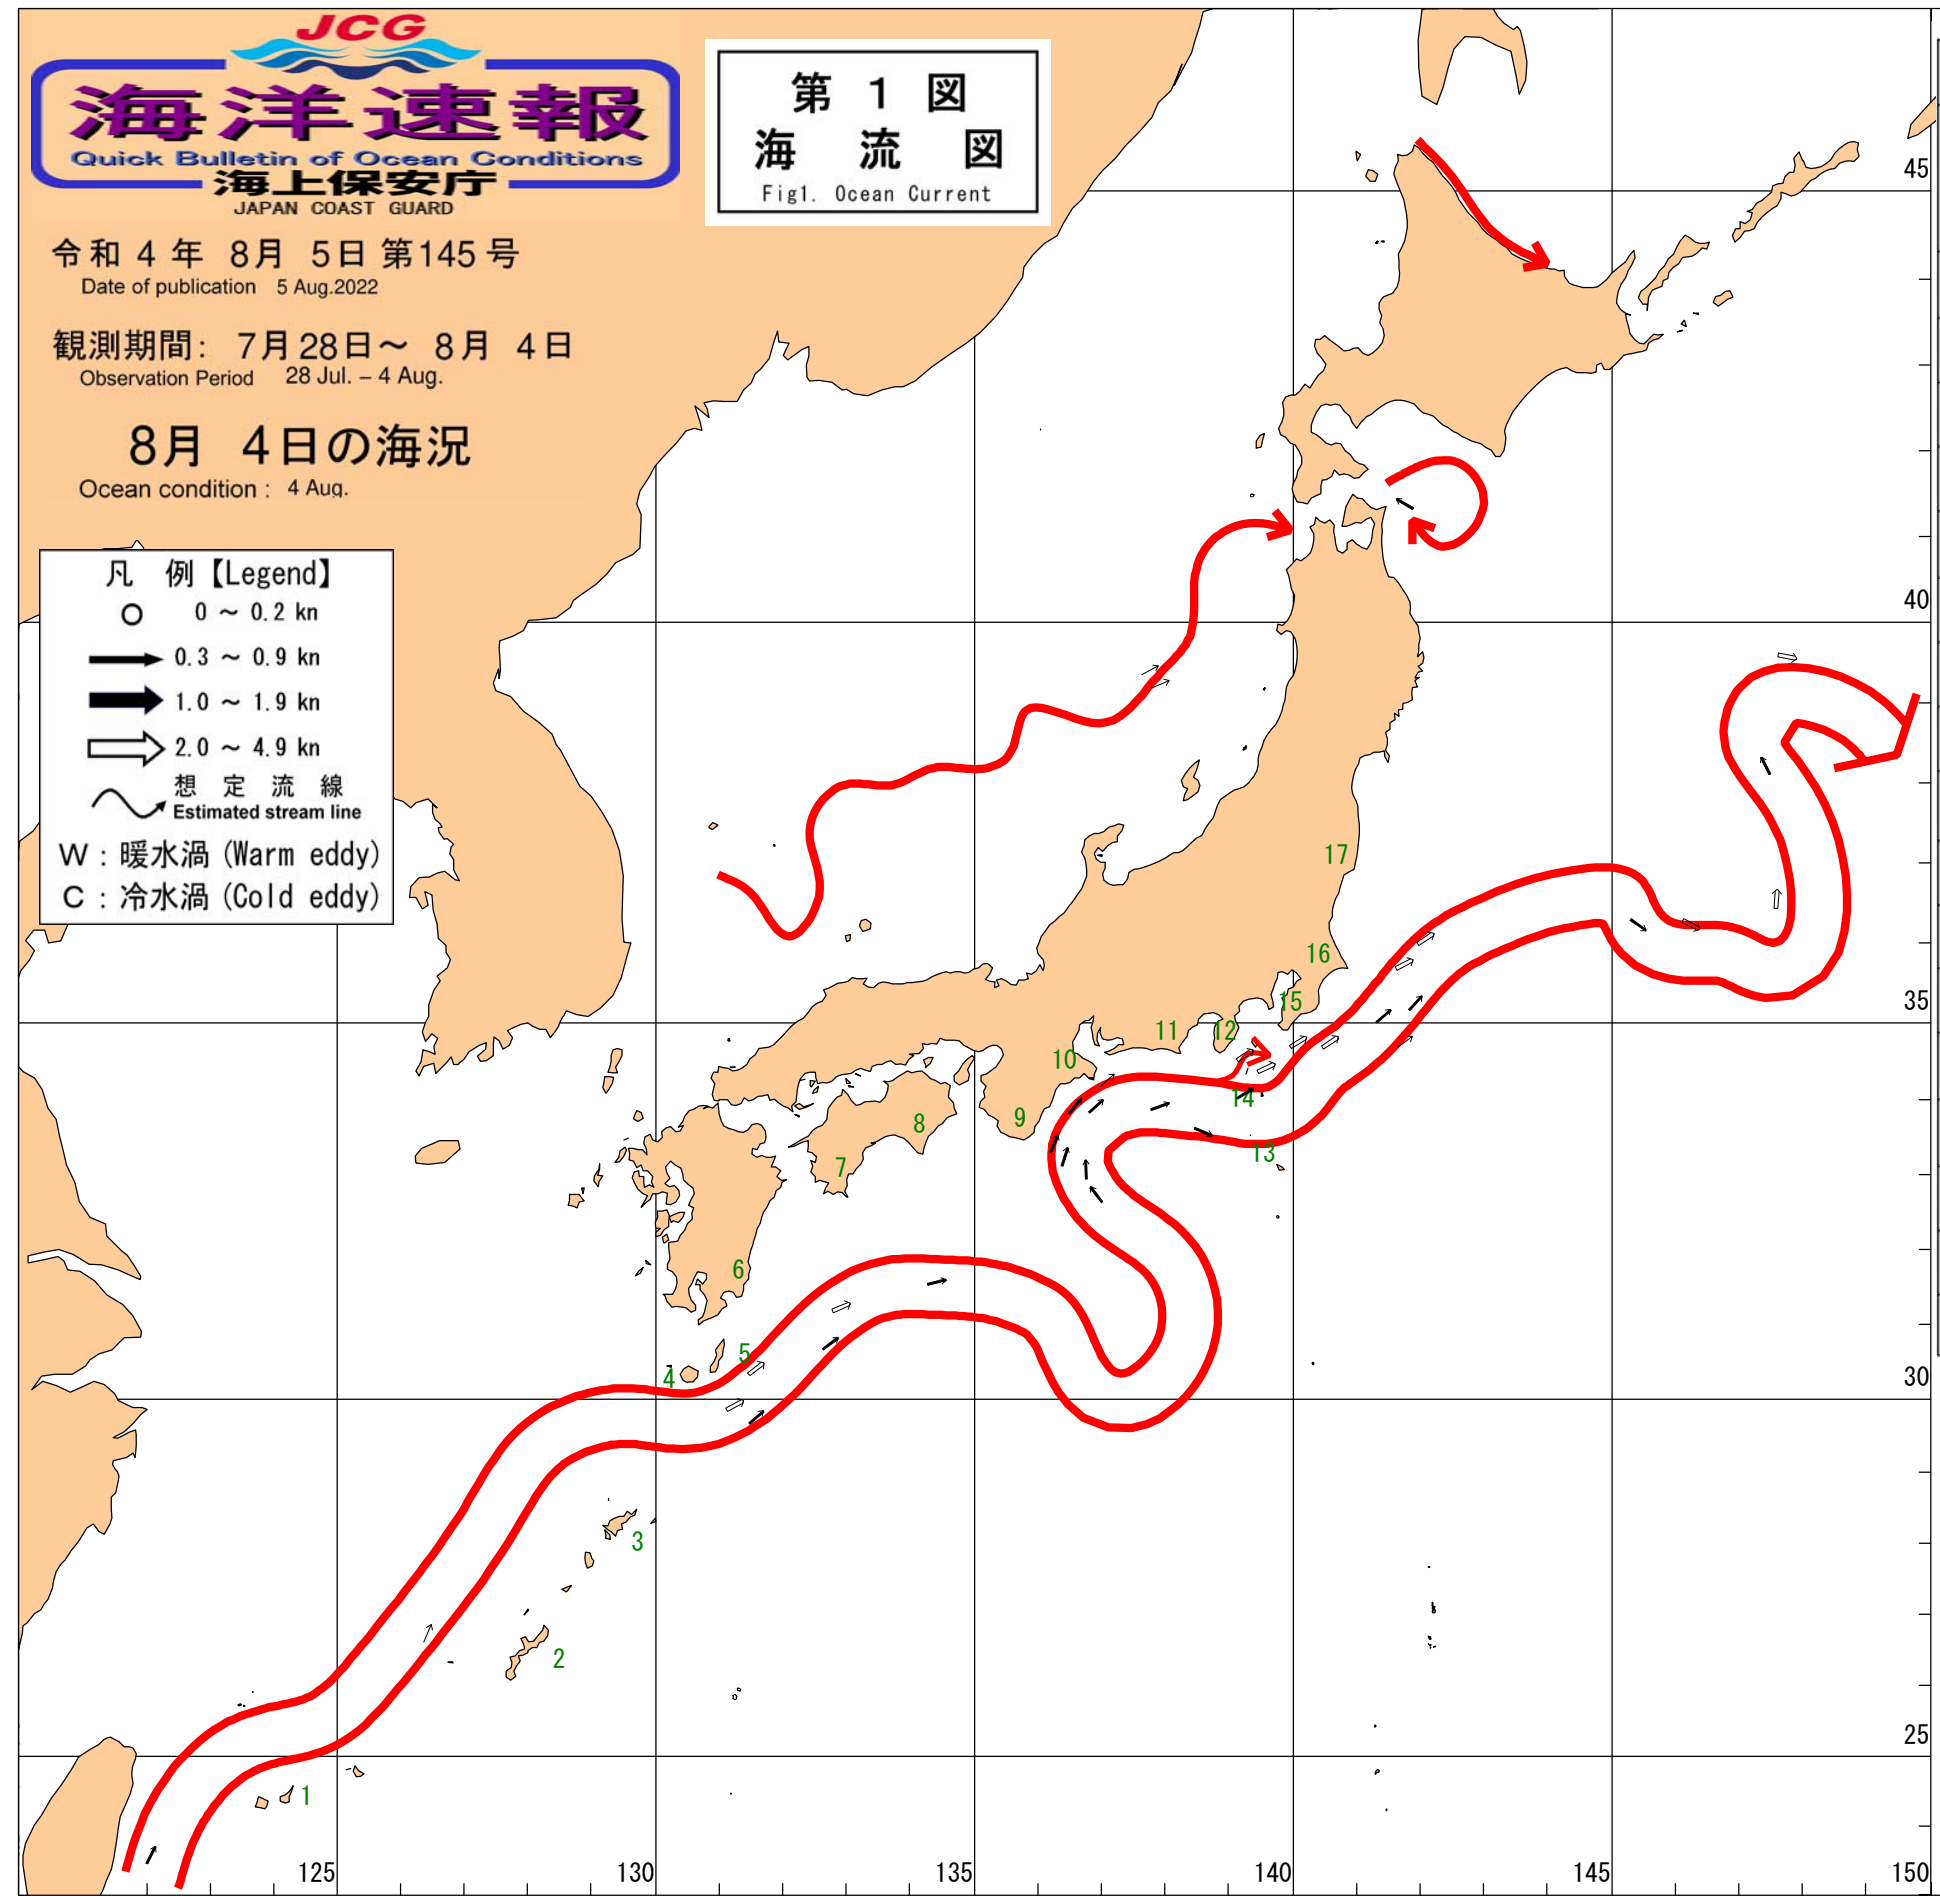 JCG
海洋速報
Quick Bulletin of Ocean Conditions
海上保安庁
JAPAN COAST GUARD
第 1 図
海 流 図
Fig1. Ocean Current
令和 4 年 8月 5日 第145号
Date of publication 5 Aug.2022
観測期間: 7月28日～ 8月 4日
Observation Period 28 Jul. – 4 Aug.
8月 4日の海況
Ocean condition : 4 Aug.
凡 例【Legend】
0 ～ 0.2 kn
0.3 ～ 0.9 kn
1.0 ～ 1.9 kn
2.0 ～ 4.9 kn
想 定 流 線
Estimated stream line
W : 暖水渦 (Warm eddy)
C : 冷水渦 (Cold eddy)
45
40
35
30
25
17
16
15
12
11
10
14
9
8
13
7
6
5
4
3
2
1
125
130
135
140
145
150